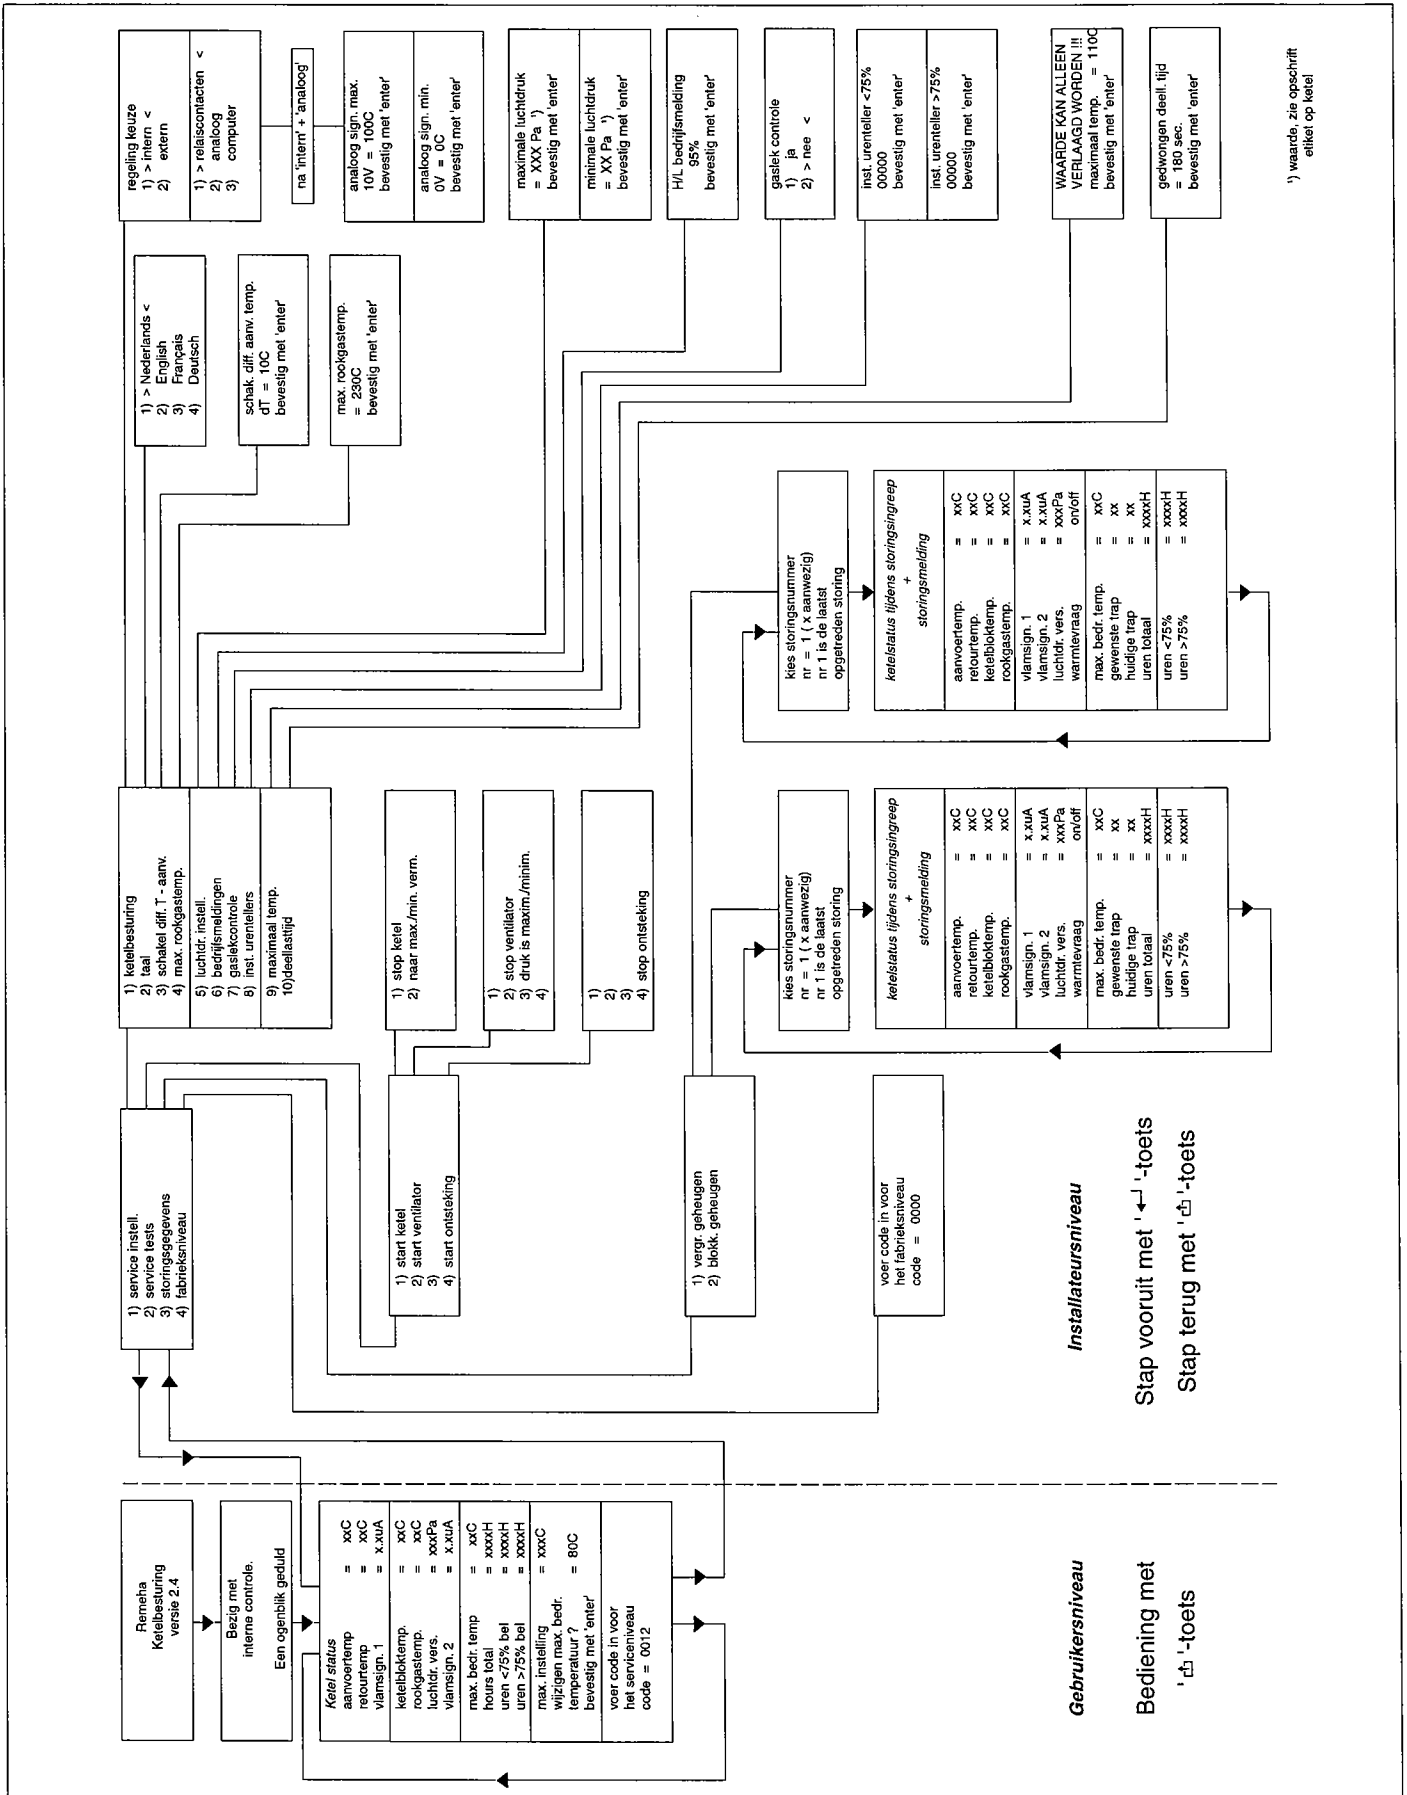 Remeha
Ketelbesturing
versie 2.4
Bezig met
interne controle.
Een ogenblik geduld
Ketel status
aanvoertemp = xxC
retourtemp = xxC
vlamsign. 1 = x.xuA
ketelbloktemp. = xxC
rookgastemp. = xxC
luchtdr. vers. = xxxPa
vlamsign. 2 = x.xuA
max. bedr. temp = xxC
hours total = xxxxH
uren <75% bel = xxxxH
uren >75% bel = xxxxH
max. instelling = xxxC
wijzigen max. bedr.
temperatuur ? = 80C
bevestig met 'enter'
voer code in voor
het serviceniveau
code = 0012
Gebruikersniveau
Bediening met
' '-toets
1) service instell.
2) service tests
3) storingsgegevens
4) fabrieksniveau
1) start ketel
2) start ventilator
3)
4) start ontsteking
1) vergr. geheugen
2) blokk. geheugen
voer code in voor
het fabrieksniveau
code = 0000
Installateursniveau
Stap vooruit met '↵'-toets
Stap terug met ' '-toets
1) ketelbesturing
2) taal
3) schakel diff. T - aanv.
4) max. rookgastemp.
5) luchtdr. instell.
6) bedrijfsmeldingen
7) gaslekcontrole
8) inst. urentellers
9) maximaal temp.
10)deellasttijd
1) stop ketel
2) naar max./min. verm.
1)
2) stop ventilator
3) druk is maxim./minim.
4)
1)
2)
3)
4) stop ontsteking
kies storingsnummer
nr = 1 ( x aanwezig)
nr 1 is de laatst
opgetreden storing
ketelstatus tijdens storingsingreep
+
storingsmelding
aanvoertemp. = xxC
retourtemp. = xxC
ketelbloktemp. = xxC
rookgastemp. = xxC
vlamsign. 1 = x.xuA
vlamsign. 2 = x.xuA
luchtdr. vers. = xxxPa
warmtevraag on/off
max. bedr. temp. = xxC
gewenste trap = xx
huidige trap = xx
uren totaal = xxxxH
uren <75% = xxxxH
uren >75% = xxxxH
kies storingsnummer
nr = 1 ( x aanwezig)
nr 1 is de laatst
opgetreden storing
ketelstatus tijdens storingsingreep
+
storingsmelding
aanvoertemp. = xxC
retourtemp. = xxC
ketelbloktemp. = xxC
rookgastemp. = xxC
vlamsign. 1 = x.xuA
vlamsign. 2 = x.xuA
luchtdr. vers. = xxxPa
warmtevraag on/off
max. bedr. temp. = xxC
gewenste trap = xx
huidige trap = xx
uren totaal = xxxxH
uren <75% = xxxxH
uren >75% = xxxxH
1) > Nederlands <
2) English
3) Français
4) Deutsch
schak. diff. aanv. temp.
dT = 10C
bevestig met 'enter'
max. rookgastemp.
= 230C
bevestig met 'enter'
regeling keuze
1) > intern <
2) extern
1) > relaiscontacten <
2) analoog
3) computer
na 'intern' + 'analoog'
analoog sign. max.
10V = 100C
bevestig met 'enter'
analoog sign. min.
0V = 0C
bevestig met 'enter'
maximale luchtdruk
= XXX Pa ¹)
bevestig met 'enter'
minimale luchtdruk
= XX Pa ¹)
bevestig met 'enter'
H/L bedrijfsmelding
95%
bevestig met 'enter'
gaslek controle
1) ja
2) > nee <
inst. urenteller <75%
00000
bevestig met 'enter'
inst. urenteller >75%
00000
bevestig met 'enter'
WAARDE KAN ALLEEN
VERLAAGD WORDEN !!!
maximaal temp. = 110C
bevestig met 'enter'
gedwongen deell. tijd
= 180 sec.
bevestig met 'enter'
¹) waarde, zie opschrift
etiket op ketel